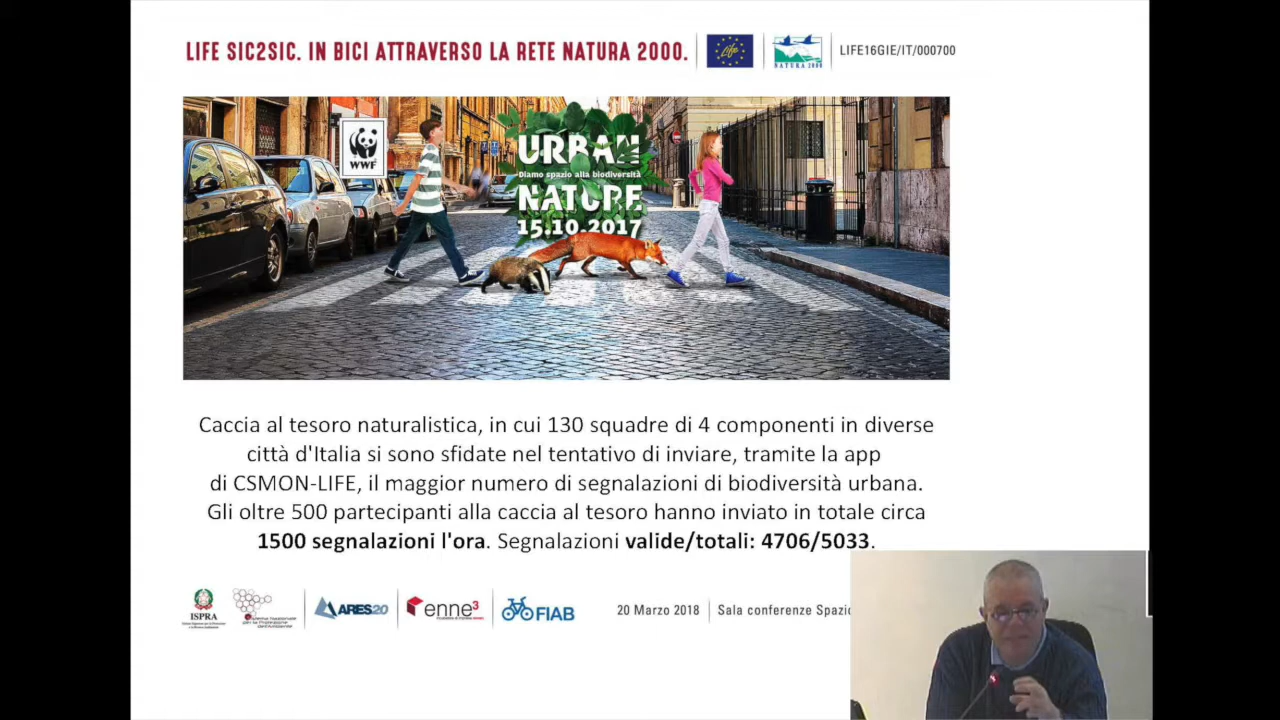 LIFE SIC2SIC. IN BICI ATTRAVERSO LA RETE NATURA 2000.
Life
NATURA 2000
LIFE16GIE/IT/000700
WWF
URBAN
Diamo spazio alla biodiversità
NATURE
15.10.2017
Caccia al tesoro naturalistica, in cui 130 squadre di 4 componenti in diverse
città d'Italia si sono sfidate nel tentativo di inviare, tramite la app
di CSMON-LIFE, il maggior numero di segnalazioni di biodiversità urbana.
Gli oltre 500 partecipanti alla caccia al tesoro hanno inviato in totale circa
1500 segnalazioni l'ora. Segnalazioni valide/totali: 4706/5033.
ISPRA
ARES20
enne3
FIAB
20 Marzo 2018
Sala conferenze